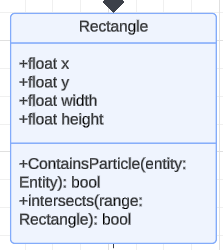 Rectangle
+float x
+float y
+float width
+float height
+ContainsParticle(entity:
Entity): bool
+intersects(range:
Rectangle): bool